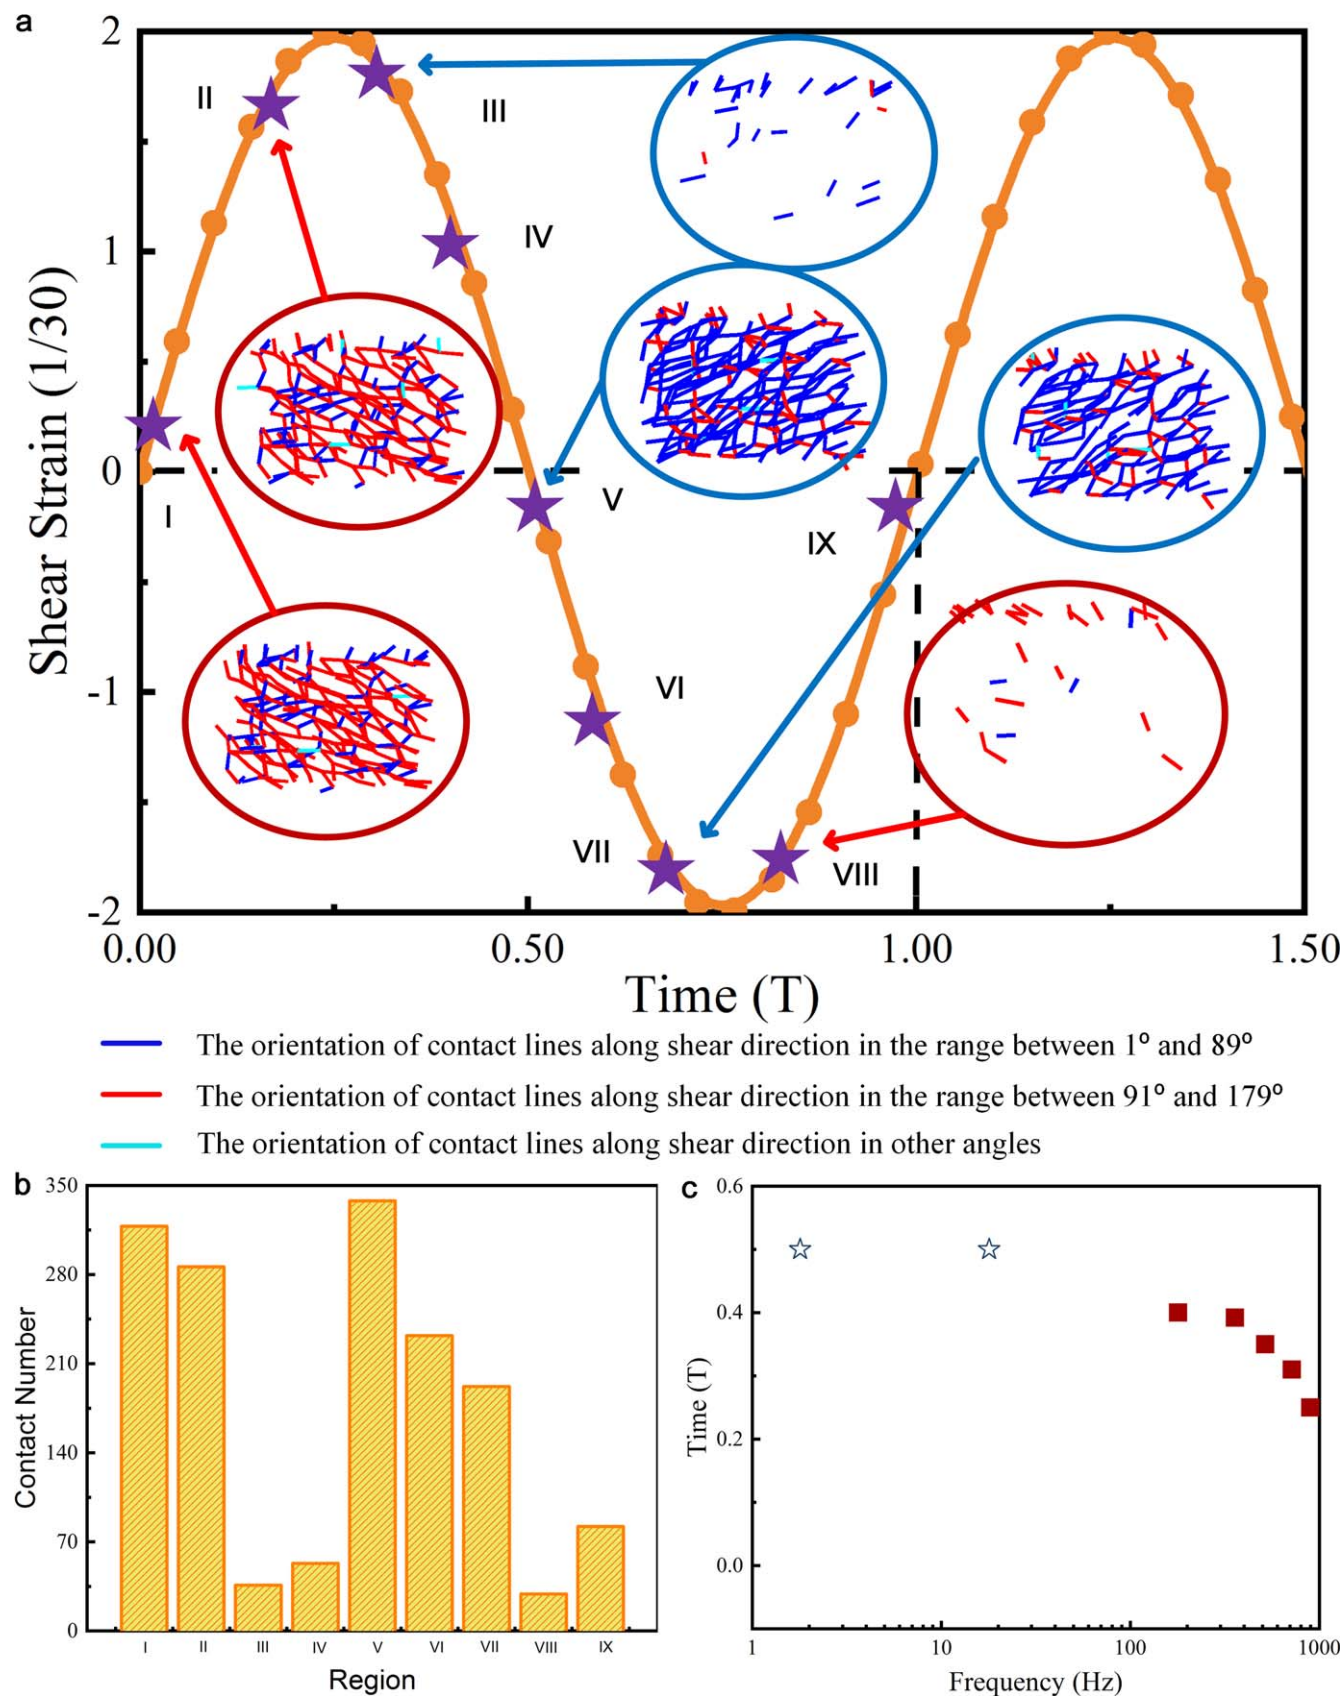 a
Shear Strain (1/30)
2
1
0
-1
-2
I
II
III
IV
V
VI
VII
VIII
IX
0.00
0.50
1.00
1.50
Time (T)
The orientation of contact lines along shear direction in the range between 1º and 89º
The orientation of contact lines along shear direction in the range between 91º and 179º
The orientation of contact lines along shear direction in other angles
b
Contact Number
350
280
210
140
70
0
I II III IV V VI VII VIII IX
Region
c
Time (T)
0.6
0.4
0.2
0.0
1 10 100 1000
Frequency (Hz)